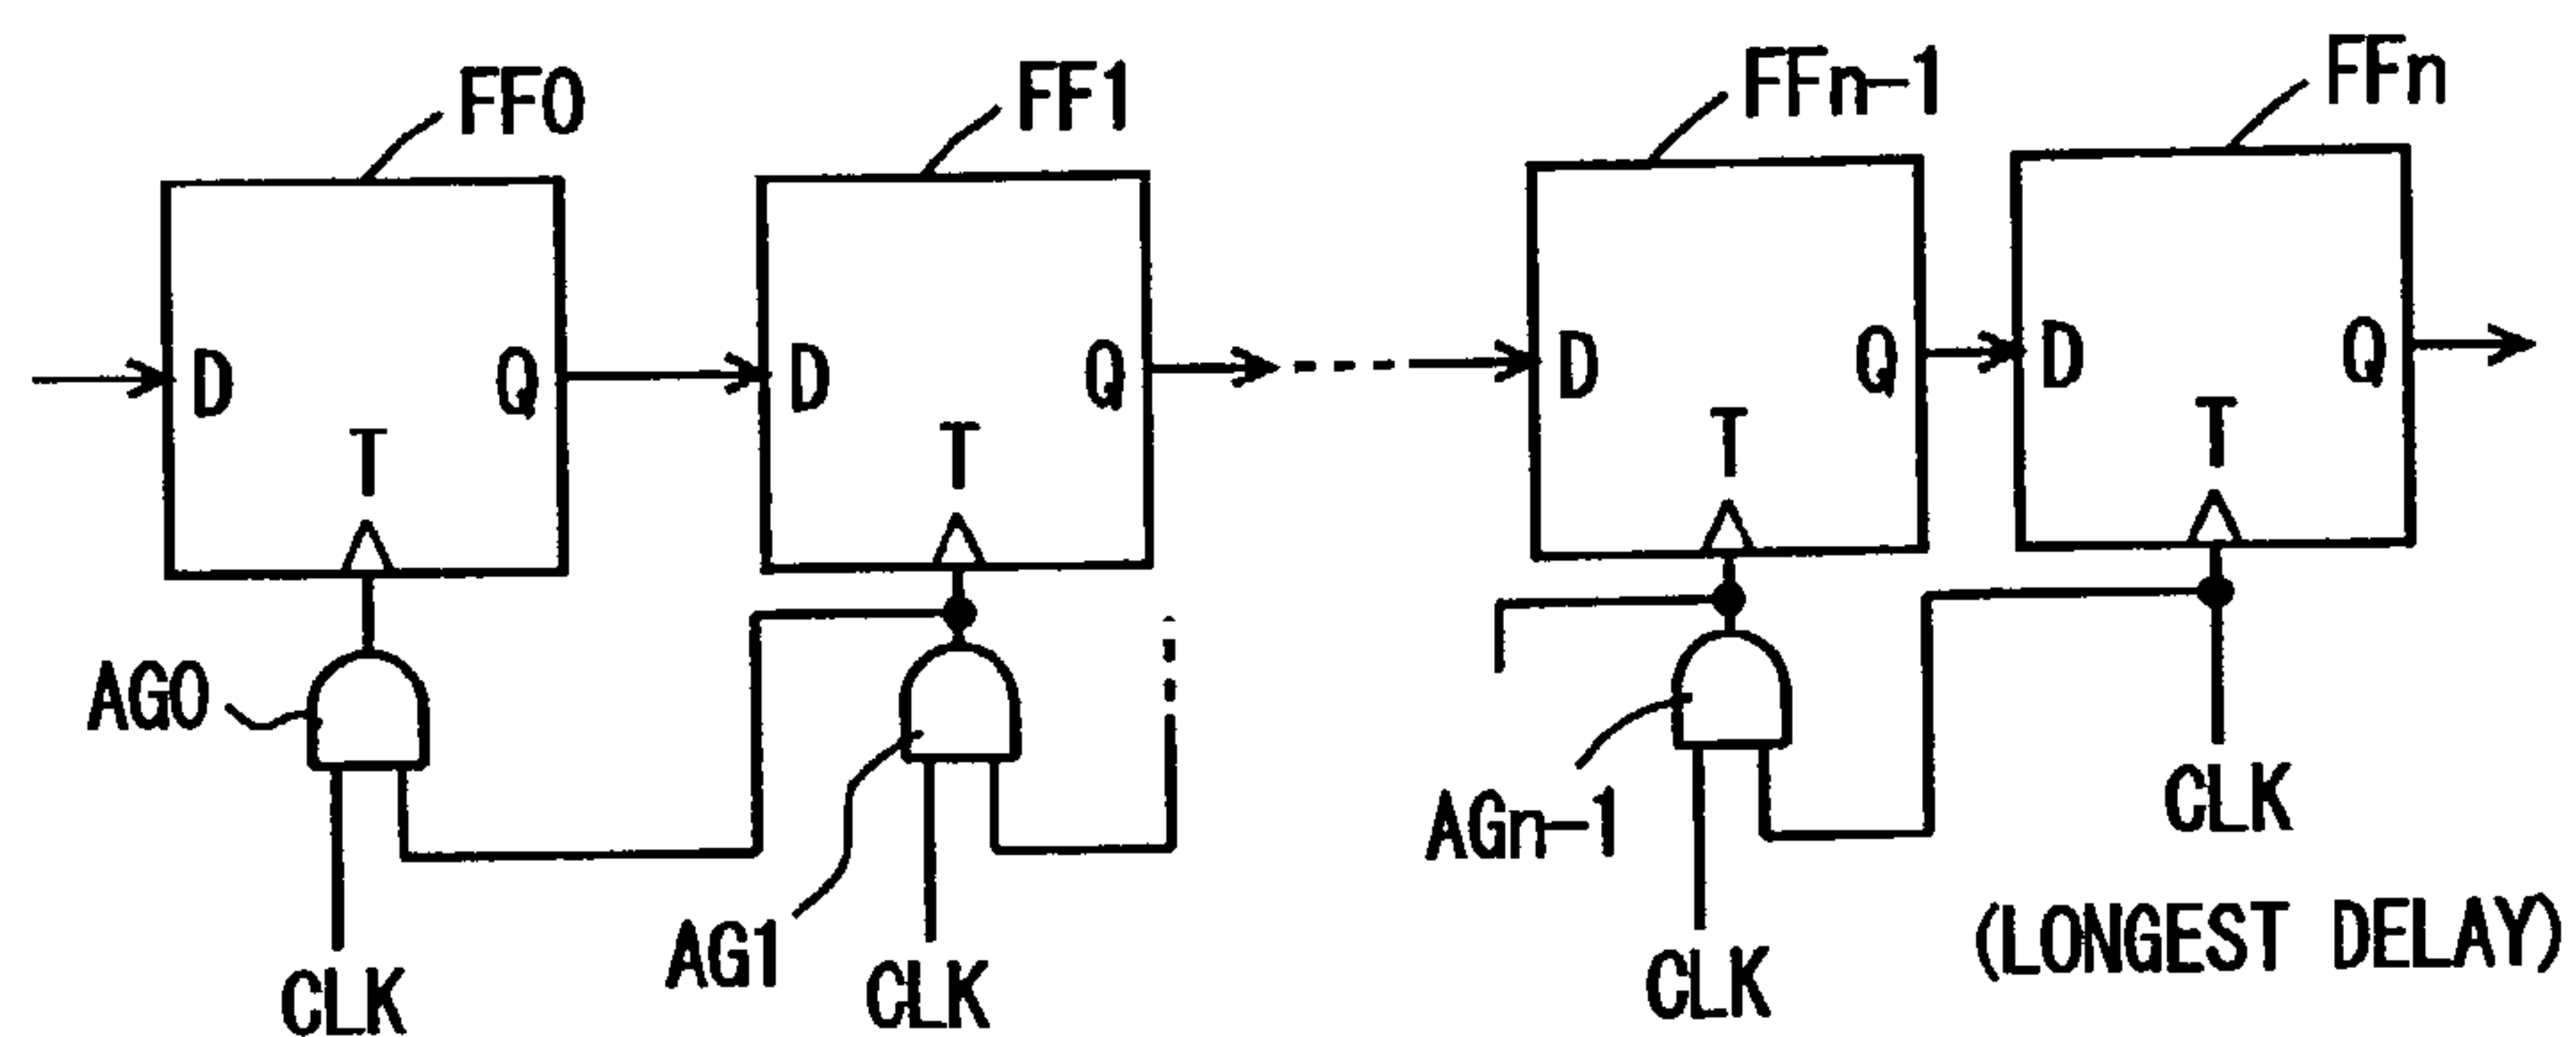 FF0 FF1 FFn-1 FFn
D Q D Q D Q D Q
T T T T
AG0 AG1 AGn-1
CLK CLK CLK CLK
(LONGEST DELAY)